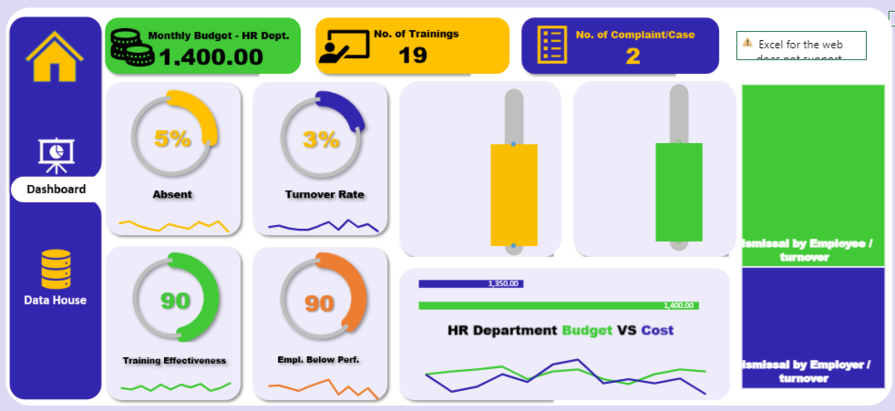 Monthly Budget - HR Dept.
1,400.00
No. of Trainings
19
No. of Complaint/Case
2
Excel for the web
does not support
Dashboard
Data House
5%
Absent
3%
Turnover Rate
90
Training Effectiveness
90
Empl. Below Perf.
1,350.00
1,400.00
HR Department Budget VS Cost
ismissal by Employee /
turnover
ismissal by Employer /
turnover